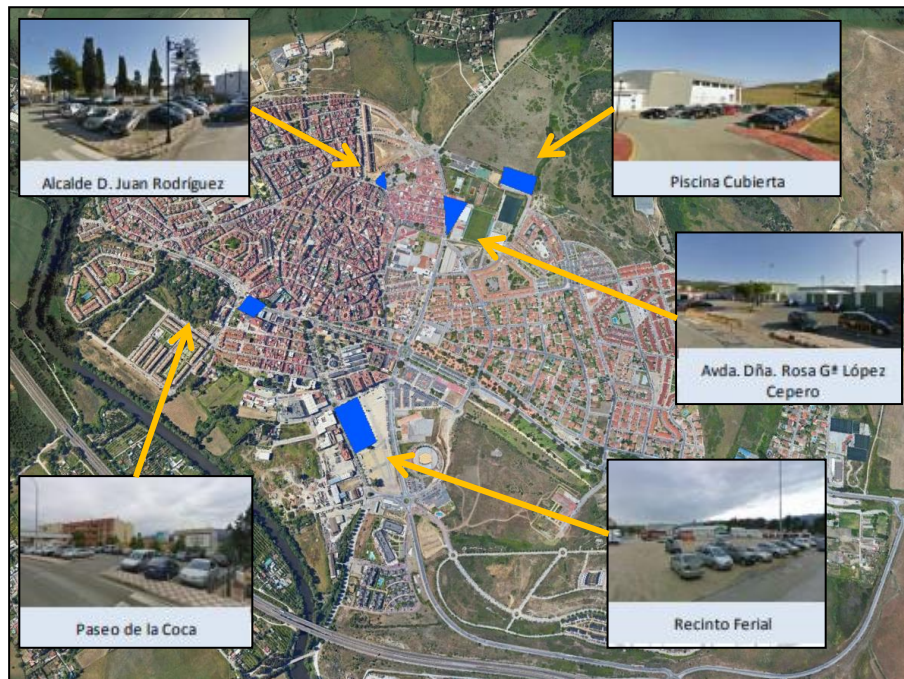 Alcalde D. Juan Rodríguez
Piscina Cubierta
Avda. Dña. Rosa Gª López
Cepero
Paseo de la Coca
Recinto Ferial